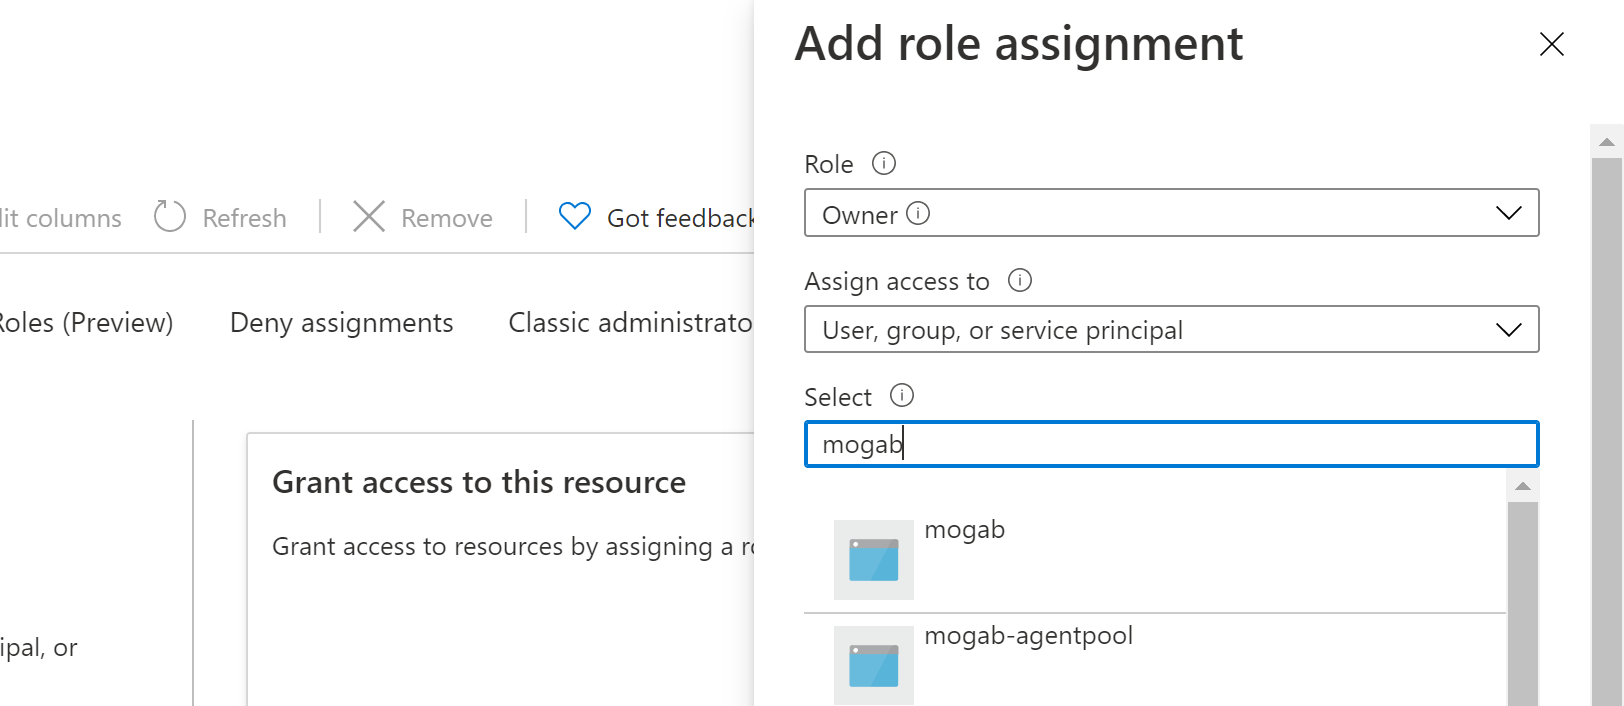 Add role assignment
Role
Owner
Assign access to
User, group, or service principal
Select
mogab
mogab
mogab-agentpool
lit columns Refresh Remove Got feedback
Roles (Preview) Deny assignments Classic administrato
Grant access to this resource
Grant access to resources by assigning a ro
ipal, or